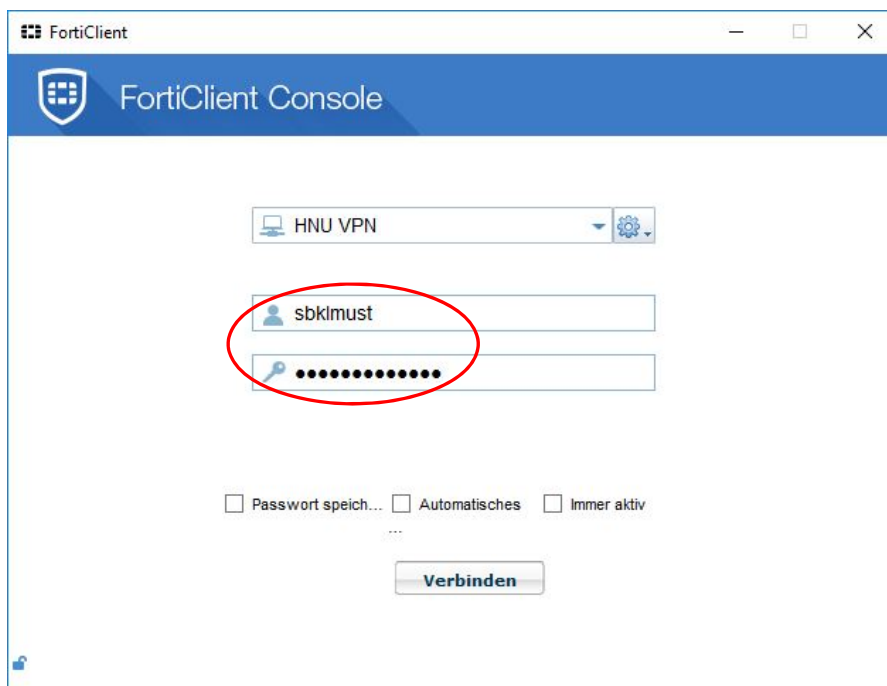 FortiClient
FortiClient Console
HNU VPN
sbklmust
•••••••••••••
Passwort speich... Automatisches ... Immer aktiv
Verbinden